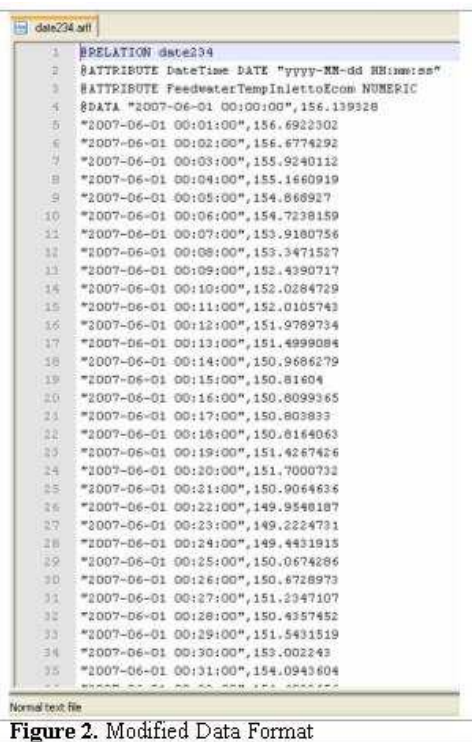 date234.arff
1 @RELATION date234
2 @ATTRIBUTE DateTime DATE "yyyy-MM-dd HH:mm:ss"
3 @ATTRIBUTE FeedwaterTempInlettoEcom NUMERIC
4 @DATA "2007-06-01 00:00:00",156.139328
5 "2007-06-01 00:01:00",156.6922302
6 "2007-06-01 00:02:00",156.6774292
7 "2007-06-01 00:03:00",155.9240112
8 "2007-06-01 00:04:00",155.1660919
9 "2007-06-01 00:05:00",154.868927
10 "2007-06-01 00:06:00",154.7238159
11 "2007-06-01 00:07:00",153.9180756
12 "2007-06-01 00:08:00",153.3471527
13 "2007-06-01 00:09:00",152.4390717
14 "2007-06-01 00:10:00",152.0284729
15 "2007-06-01 00:11:00",152.0105743
16 "2007-06-01 00:12:00",151.9789734
17 "2007-06-01 00:13:00",151.4999084
18 "2007-06-01 00:14:00",150.9686279
19 "2007-06-01 00:15:00",150.81604
20 "2007-06-01 00:16:00",150.8099365
21 "2007-06-01 00:17:00",150.803833
22 "2007-06-01 00:18:00",150.8164063
23 "2007-06-01 00:19:00",151.4267426
24 "2007-06-01 00:20:00",151.7000732
25 "2007-06-01 00:21:00",150.9064636
26 "2007-06-01 00:22:00",149.9548187
27 "2007-06-01 00:23:00",149.2224731
28 "2007-06-01 00:24:00",149.4431915
29 "2007-06-01 00:25:00",150.0674286
30 "2007-06-01 00:26:00",150.6728973
31 "2007-06-01 00:27:00",151.2347107
32 "2007-06-01 00:28:00",150.4357452
33 "2007-06-01 00:29:00",151.5431519
34 "2007-06-01 00:30:00",153.002243
35 "2007-06-01 00:31:00",154.0943604
Normal text file
Figure 2. Modified Data Format